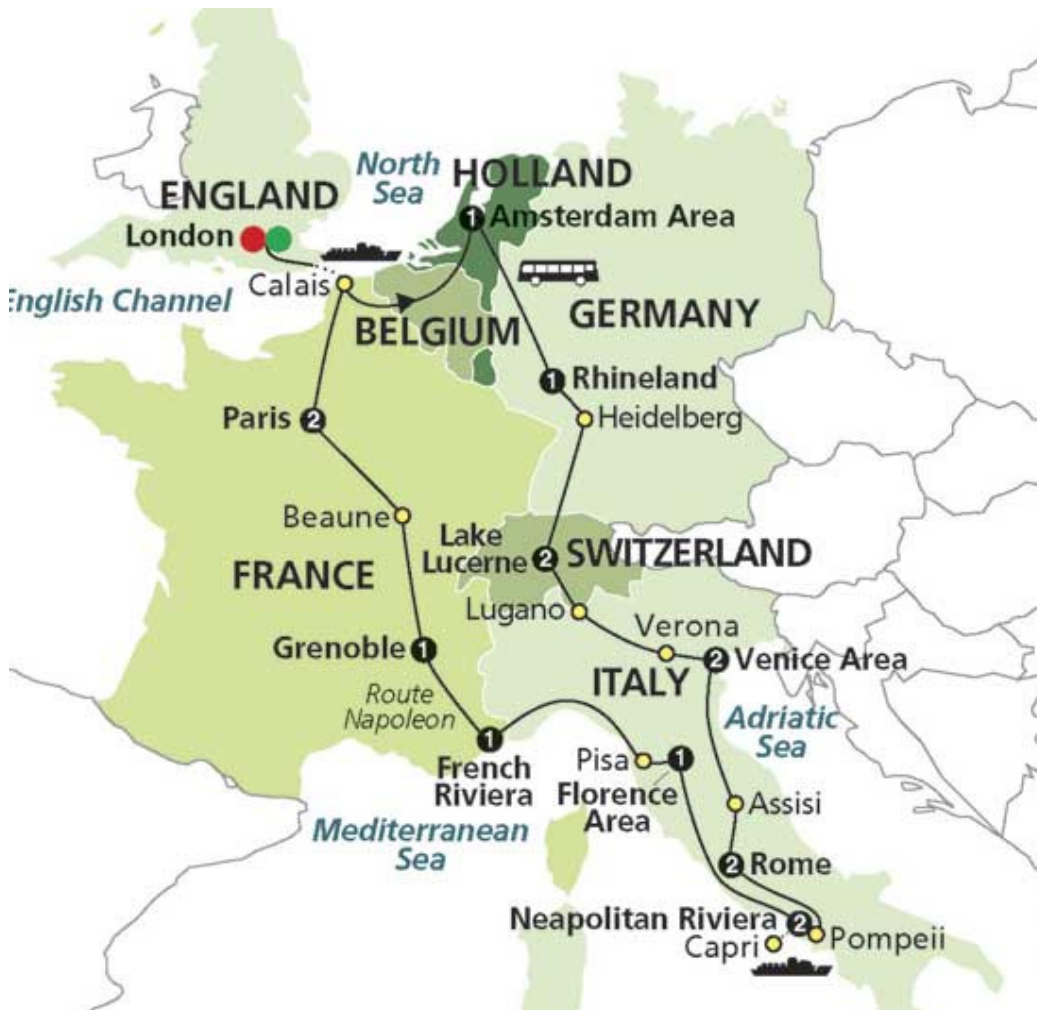 North
Sea
HOLLAND
ENGLAND
1
Amsterdam Area
London
Calais
English Channel
BELGIUM
GERMANY
1
Rhineland
Paris
2
Heidelberg
Beaune
Lake
Lucerne
2
SWITZERLAND
FRANCE
Lugano
Verona
Grenoble
1
2
Venice Area
ITALY
Route
Napoleon
Adriatic
Sea
1
French
Riviera
Pisa
1
Florence
Area
Assisi
Mediterranean
Sea
2
Rome
Neapolitan Riviera
2
Capri
Pompeii